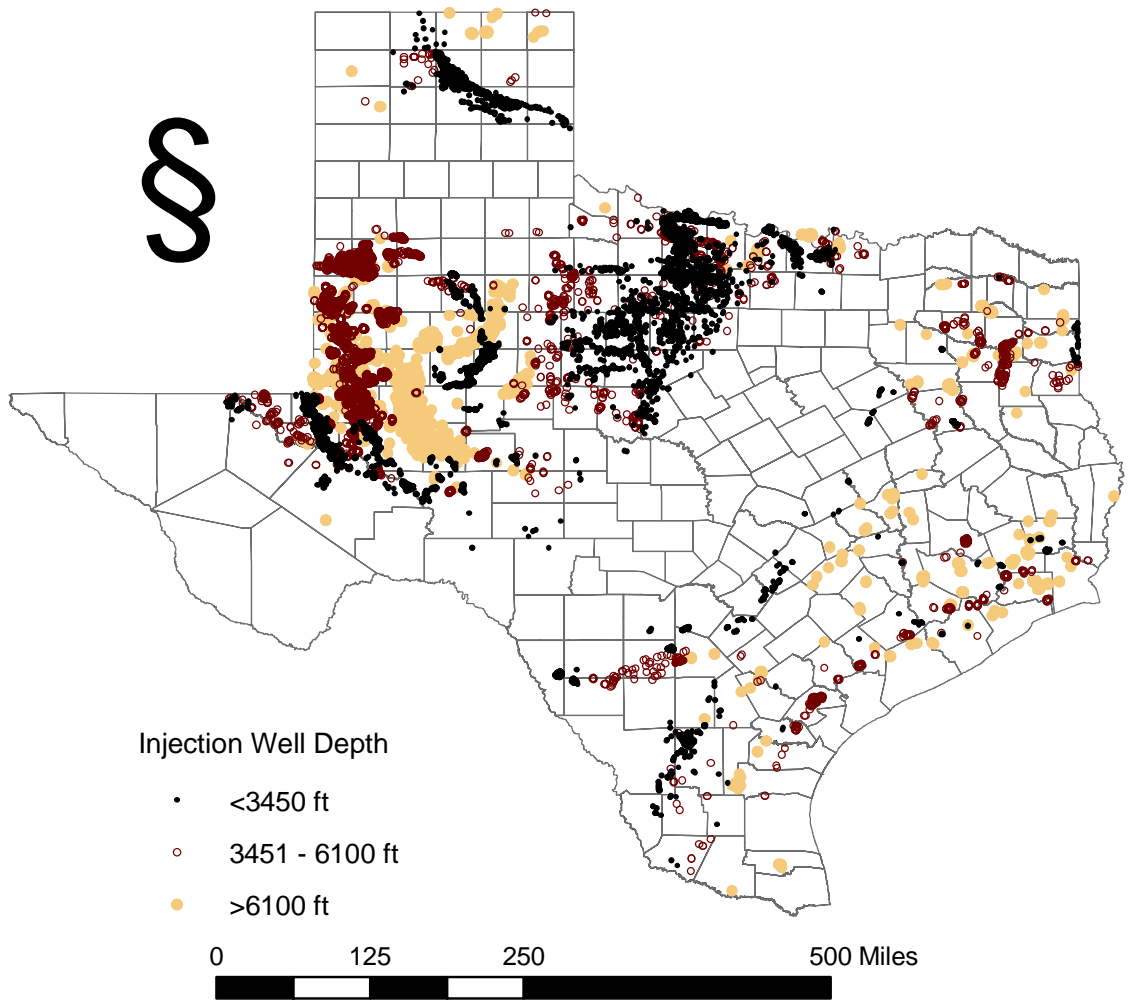 §
Injection Well Depth
<3450 ft
3451 - 6100 ft
>6100 ft
0 125 250 500 Miles